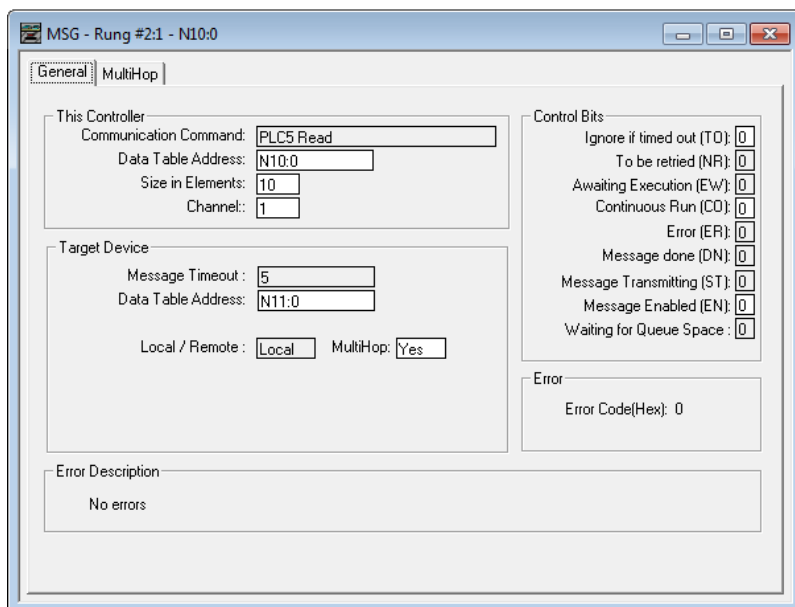 MSG - Rung #2:1 - N10:0
General MultiHop
This Controller
Communication Command: PLC5 Read
Data Table Address: N10:0
Size in Elements: 10
Channel:: 1
Target Device
Message Timeout : 5
Data Table Address: N11:0
Local / Remote : Local MultiHop: Yes
Control Bits
Ignore if timed out (TO): 0
To be retried (NR): 0
Awaiting Execution (EW): 0
Continuous Run (CO): 0
Error (ER): 0
Message done (DN): 0
Message Transmitting (ST): 0
Message Enabled (EN): 0
Waiting for Queue Space : 0
Error
Error Code(Hex): 0
Error Description
No errors